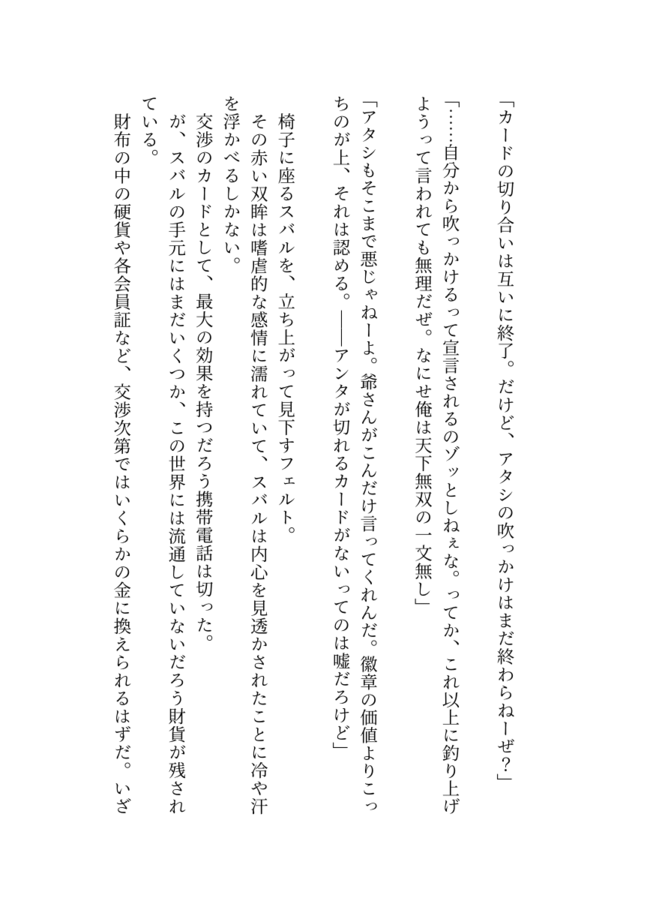 「カードの切り合いは互いに終了。だけど、アタシの吹っかけはまだ終わらねーぜ？」
「……自分から吹っかけるって宣言されるのゾッとしねぇな。ってか、これ以上に釣り上げ
ようって言われても無理だぜ。なにせ俺は天下無双の一文無し」
「アタシもそこまで悪じゃねーよ。爺さんがこんだけ言ってくれんだ。徽章の価値よりこっ
ちのが上、それは認める。――アンタが切れるカードがないってのは嘘だろけど」
椅子に座るスバルを、立ち上がって見下すフェルト。
その赤い双眸は嗜虐的な感情に濡れていて、スバルは内心を見透かされたことに冷や汗
を浮かべるしかない。
交渉のカードとして、最大の効果を持つだろう携帯電話は切った。
が、スバルの手元にはまだいくつか、この世界には流通していないだろう財貨が残され
ている。
財布の中の硬貨や各会員証など、交渉次第ではいくらかの金に換えられるはずだ。いざ